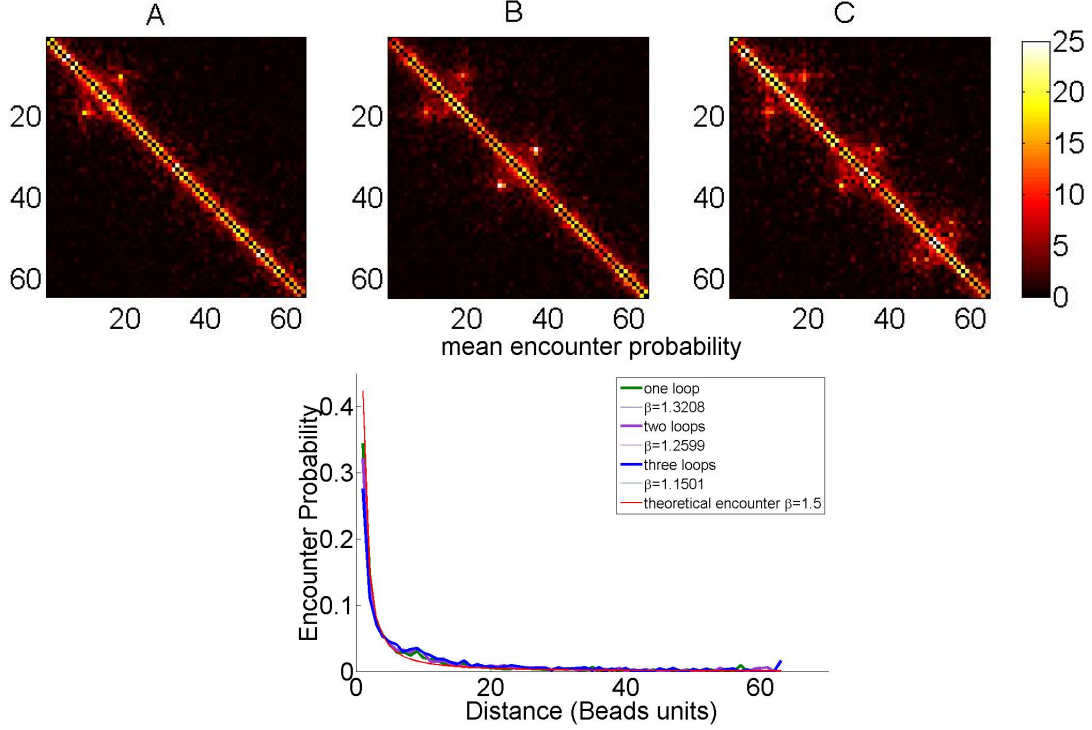 A B C
20
40
60
20 40 60
20
40
60
20 40 60
20
40
60
20 40 60
25
20
15
10
5
0
mean encounter probability
Encounter Probability
0.4
0.3
0.2
0.1
0
0 20 40 60
Distance (Beads units)
one loop
β=1.3208
two loops
β=1.2599
three loops
β=1.1501
theoretical encounter β=1.5